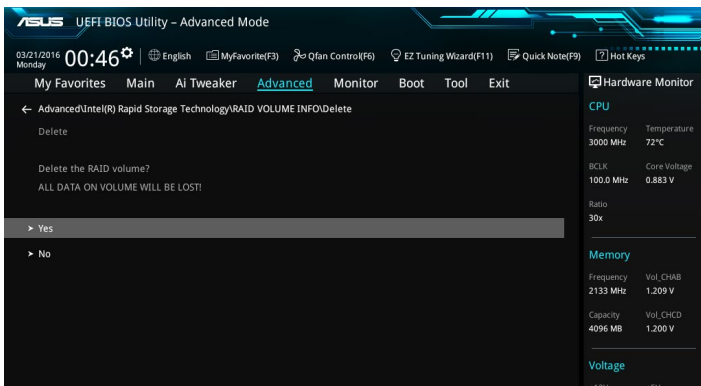 ASUS UEFI BIOS Utility – Advanced Mode
03/21/2016
Monday
00:46
English
MyFavorite(F3)
Qfan Control(F6)
EZ Tuning Wizard(F11)
Quick Note(F9)
? Hot Keys
My Favorites Main Ai Tweaker Advanced Monitor Boot Tool Exit
Hardware Monitor
Advanced\Intel(R) Rapid Storage Technology\RAID VOLUME INFO\Delete
Delete
Delete the RAID volume?
ALL DATA ON VOLUME WILL BE LOST!
> Yes
> No
CPU
Frequency Temperature
3000 MHz 72°C
BCLK Core Voltage
100.0 MHz 0.883 V
Ratio
30x
Memory
Frequency Vol_CHAB
2133 MHz 1.209 V
Capacity Vol_CHCD
4096 MB 1.200 V
Voltage